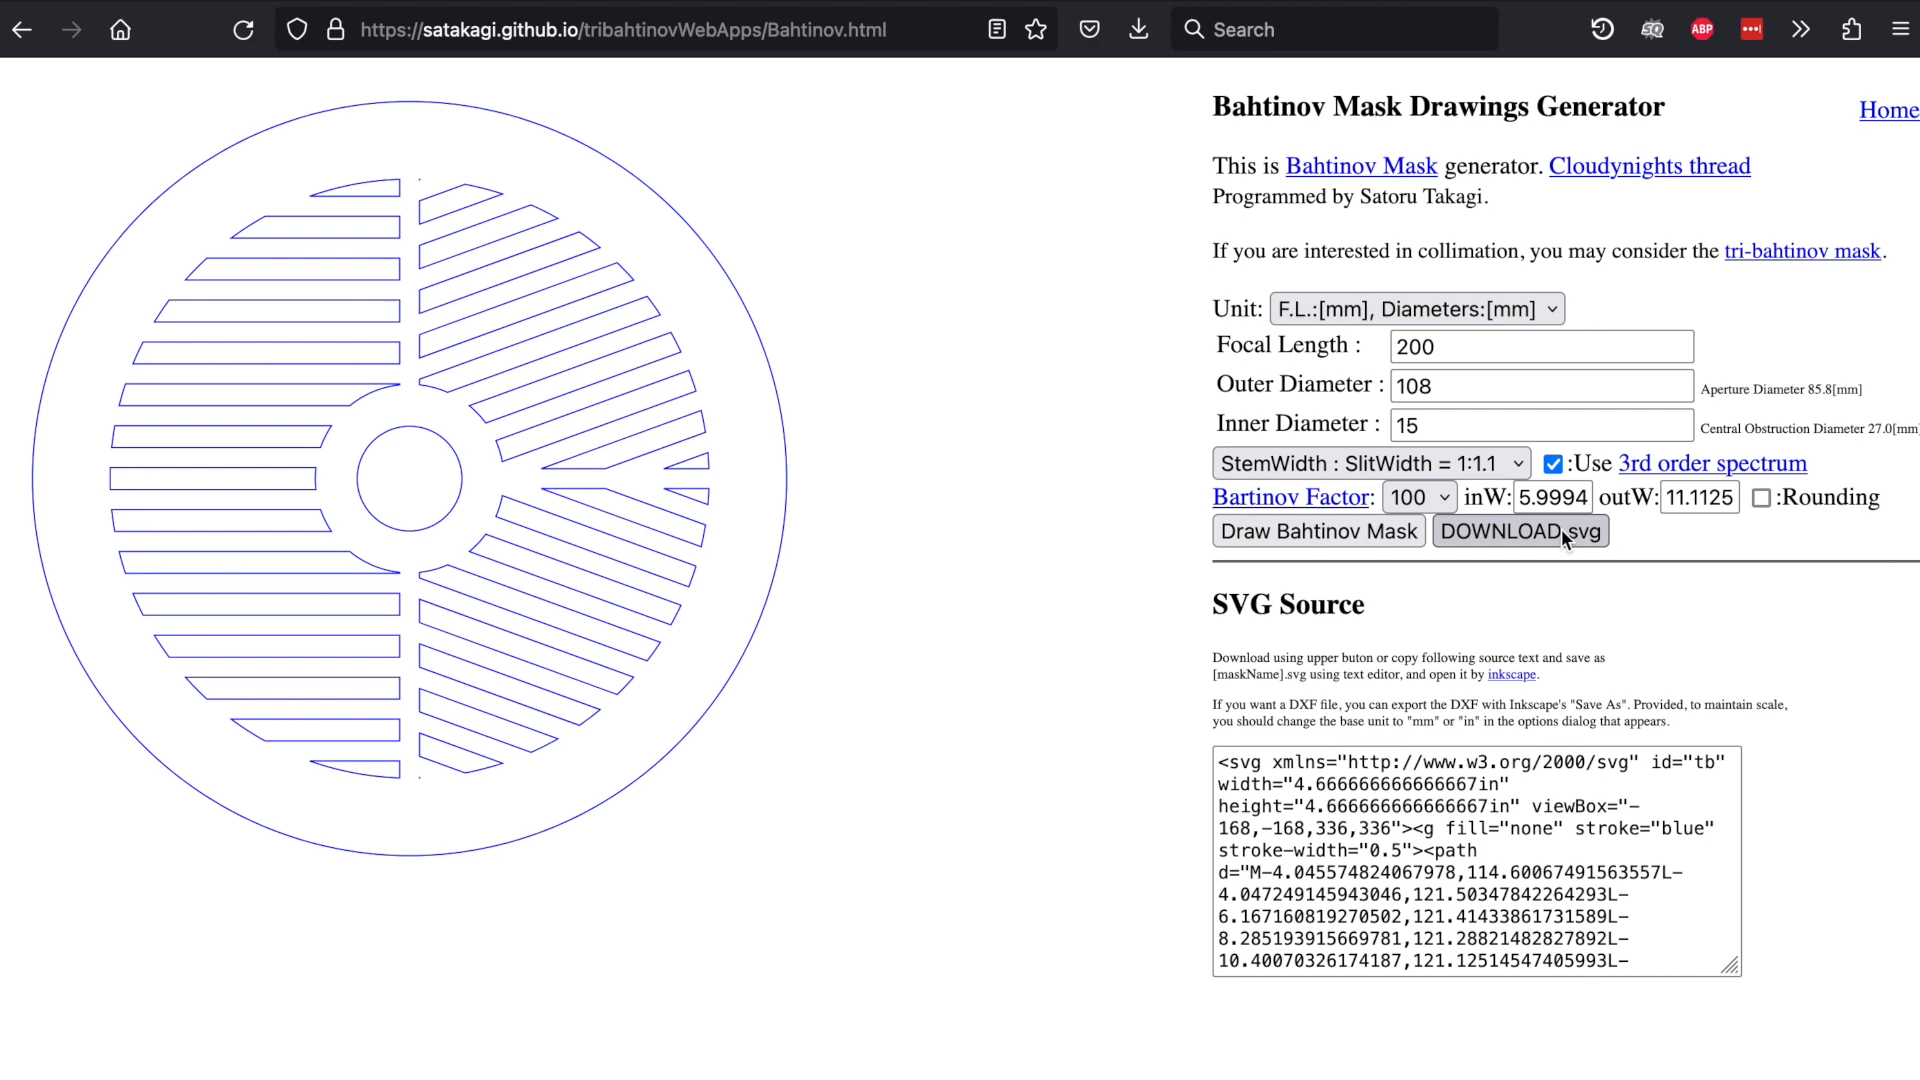 https://satakagi.github.io/tribahtinovWebApps/Bahtinov.html
Search
SQ
ABP
Bahtinov Mask Drawings Generator
Home
This is Bahtinov Mask generator. Cloudynights thread
Programmed by Satoru Takagi.
If you are interested in collimation, you may consider the tri-bahtinov mask.
Unit: F.L.:[mm], Diameters:[mm]
Focal Length : 200
Outer Diameter : 108 Aperture Diameter 85.8[mm]
Inner Diameter : 15 Central Obstruction Diameter 27.0[mm
StemWidth : SlitWidth = 1:1.1 :Use 3rd order spectrum
Bartinov Factor: 100 inW: 5.9994 outW: 11.1125 :Rounding
Draw Bahtinov Mask DOWNLOAD.svg
SVG Source
Download using upper buton or copy following source text and save as
[maskName].svg using text editor, and open it by inkscape.
If you want a DXF file, you can export the DXF with Inkscape's "Save As". Provided, to maintain scale,
you should change the base unit to "mm" or "in" in the options dialog that appears.
<svg xmlns="http://www.w3.org/2000/svg" id="tb"
width="4.666666666666667in"
height="4.666666666666667in" viewBox="-
168,-168,336,336"><g fill="none" stroke="blue"
stroke-width="0.5"><path
d="M-4.045574824067978,114.60067491563557L-
4.047249145943046,121.50347842264293L-
6.167160819270502,121.41433861731589L-
8.285193915669781,121.28821482827892L-
10.40070326174187,121.12514547405993L-